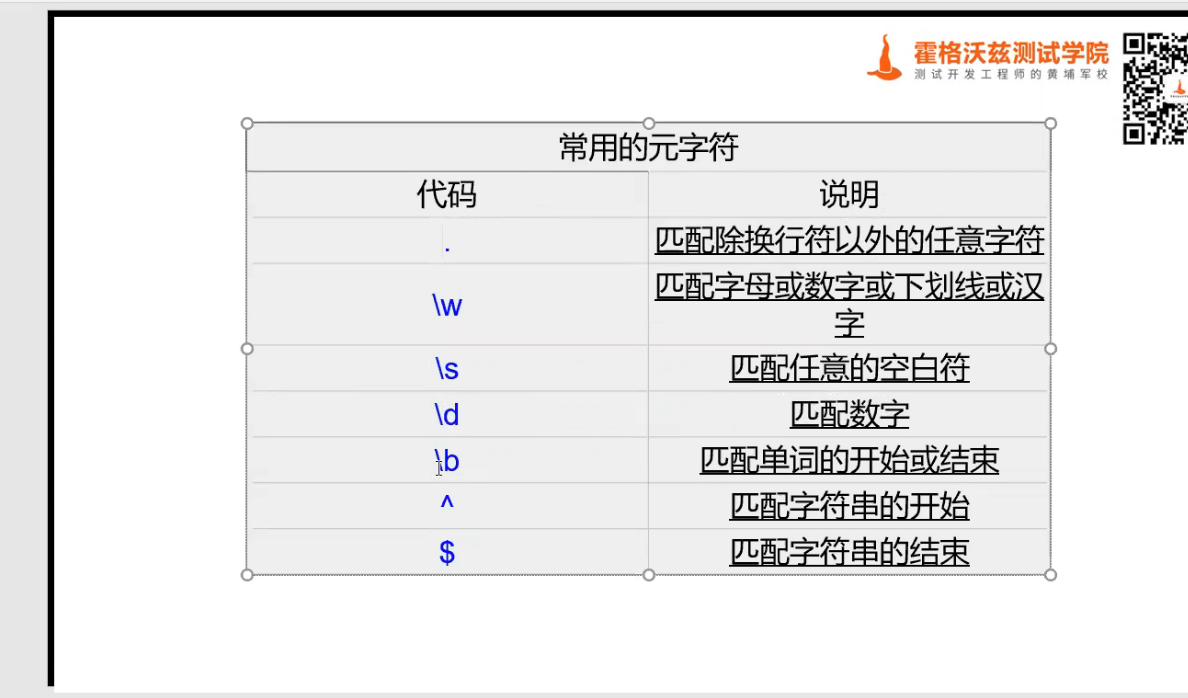 霍格沃兹测试学院
测试开发工程师的黄埔军校
常用的元字符
代码 说明
. 匹配除换行符以外的任意字符
\w 匹配字母或数字或下划线或汉
字
\s 匹配任意的空白符
\d 匹配数字
\b 匹配单词的开始或结束
^ 匹配字符串的开始
$ 匹配字符串的结束